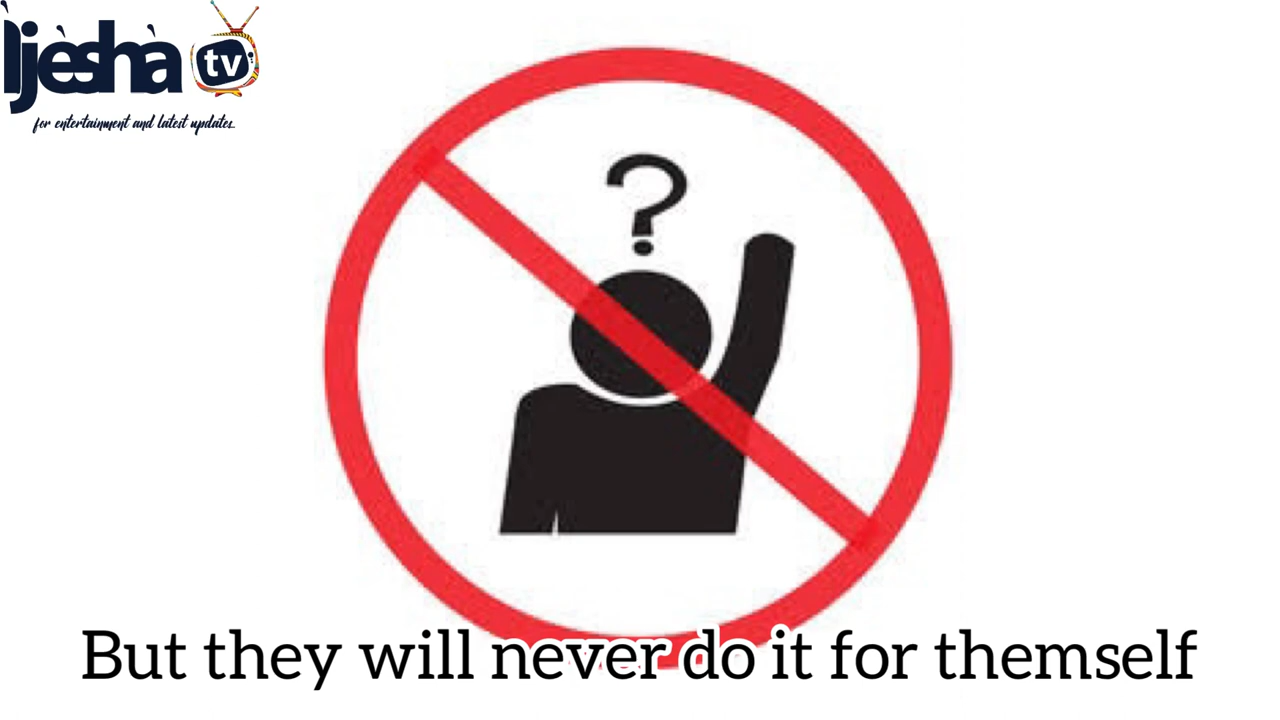 Ijèshà tv
for entertainment and latest updates...
?
But they will never do it for themself